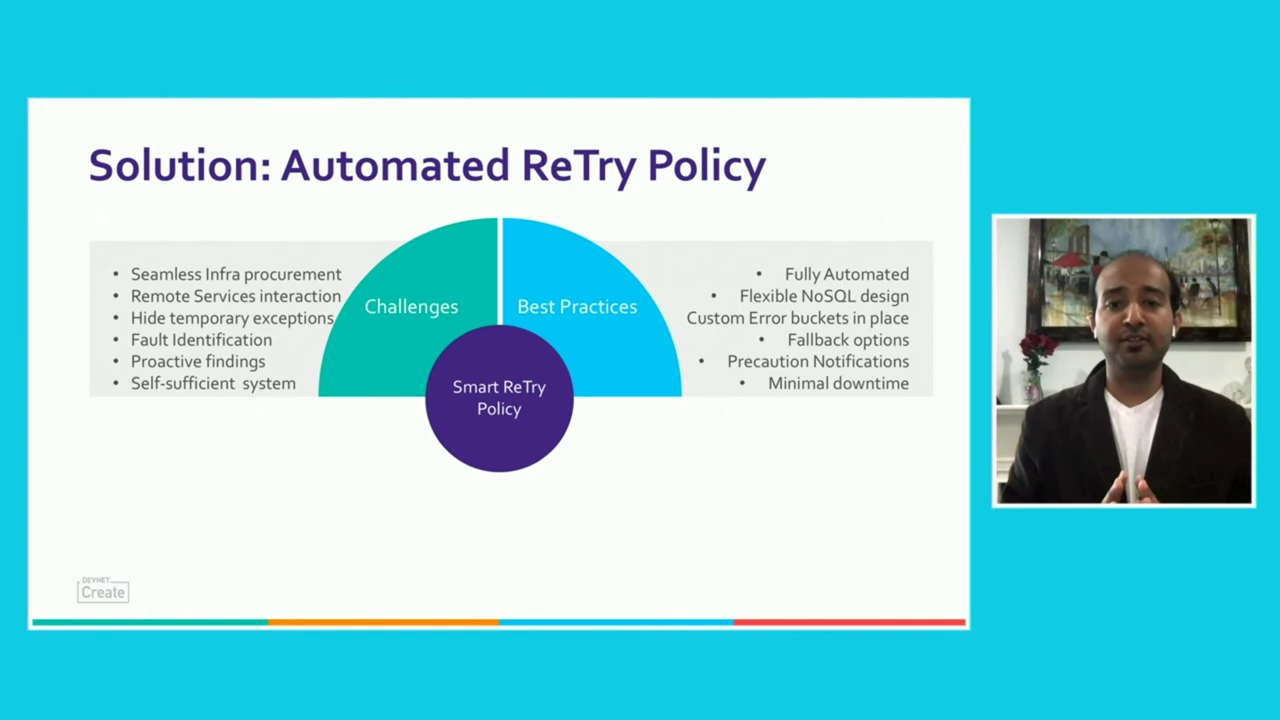 Solution: Automated ReTry Policy
• Seamless Infra procurement
• Remote Services interaction
• Hide temporary exceptions
• Fault Identification
• Proactive findings
• Self-sufficient system
Challenges
Best Practices
Smart ReTry
Policy
• Fully Automated
• Flexible NoSQL design
Custom Error buckets in place
• Fallback options
• Precaution Notifications
• Minimal downtime
DEVNET
Create